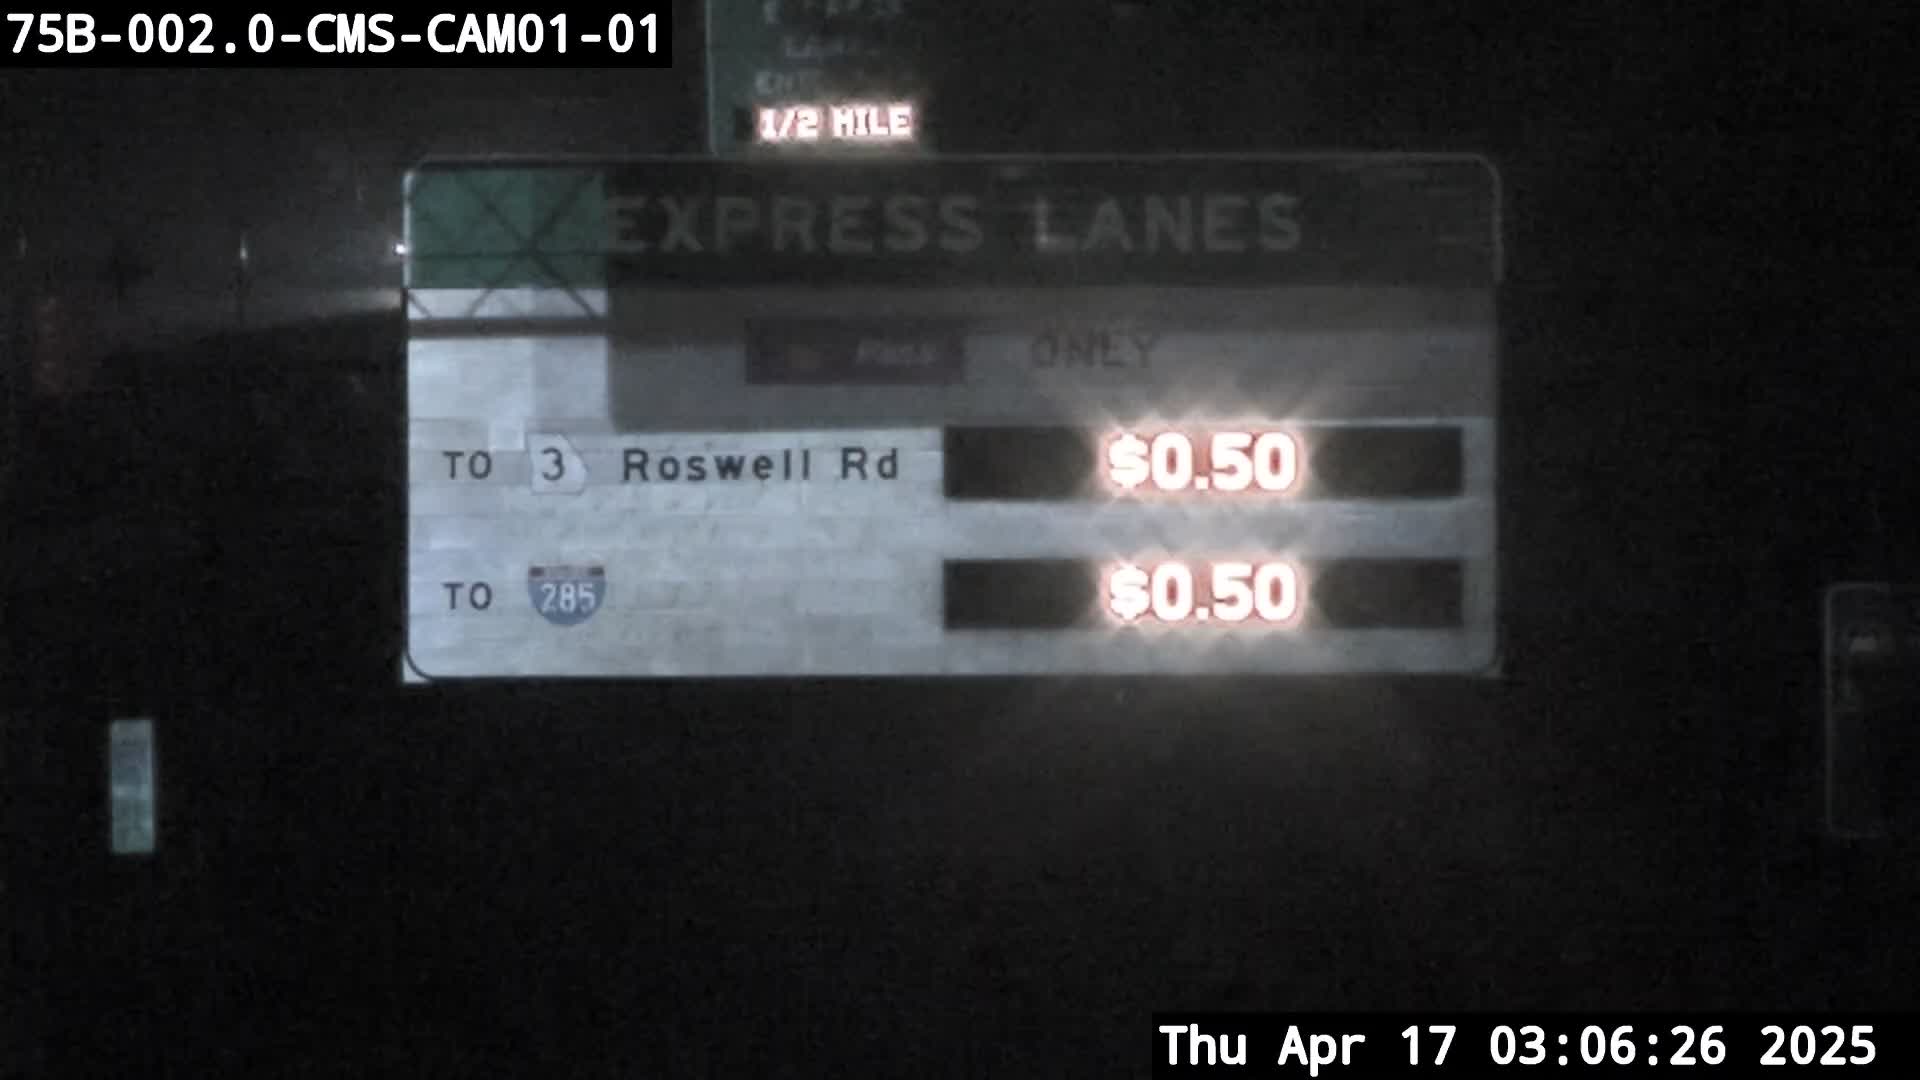 75B-002.0-CMS-CAM01-01
1/2 MILE
EXPRESS LANES
Pass ONLY
TO 3 Roswell Rd $0.50
TO 285 $0.50
Thu Apr 17 03:06:26 2025